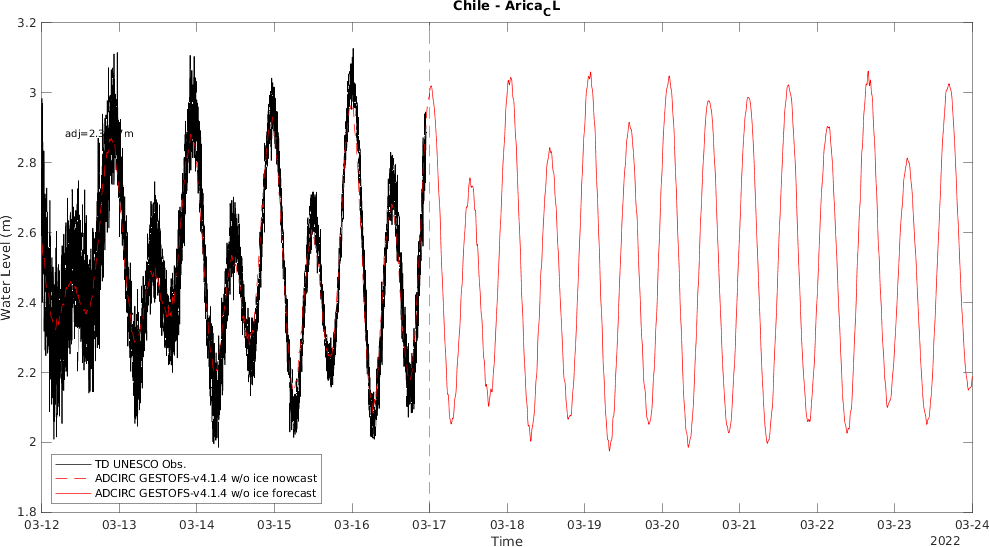 Chile - Arica_CL
3.2
3
2.8
2.6
2.4
2.2
2
1.8
Water Level (m)
TD UNESCO Obs.
ADCIRC GESTOFS-v4.1.4 w/o ice nowcast
ADCIRC GESTOFS-v4.1.4 w/o ice forecast
03-12 03-13 03-14 03-15 03-16 03-17 03-18 03-19 03-20 03-21 03-22 03-23 03-24
Time
2022